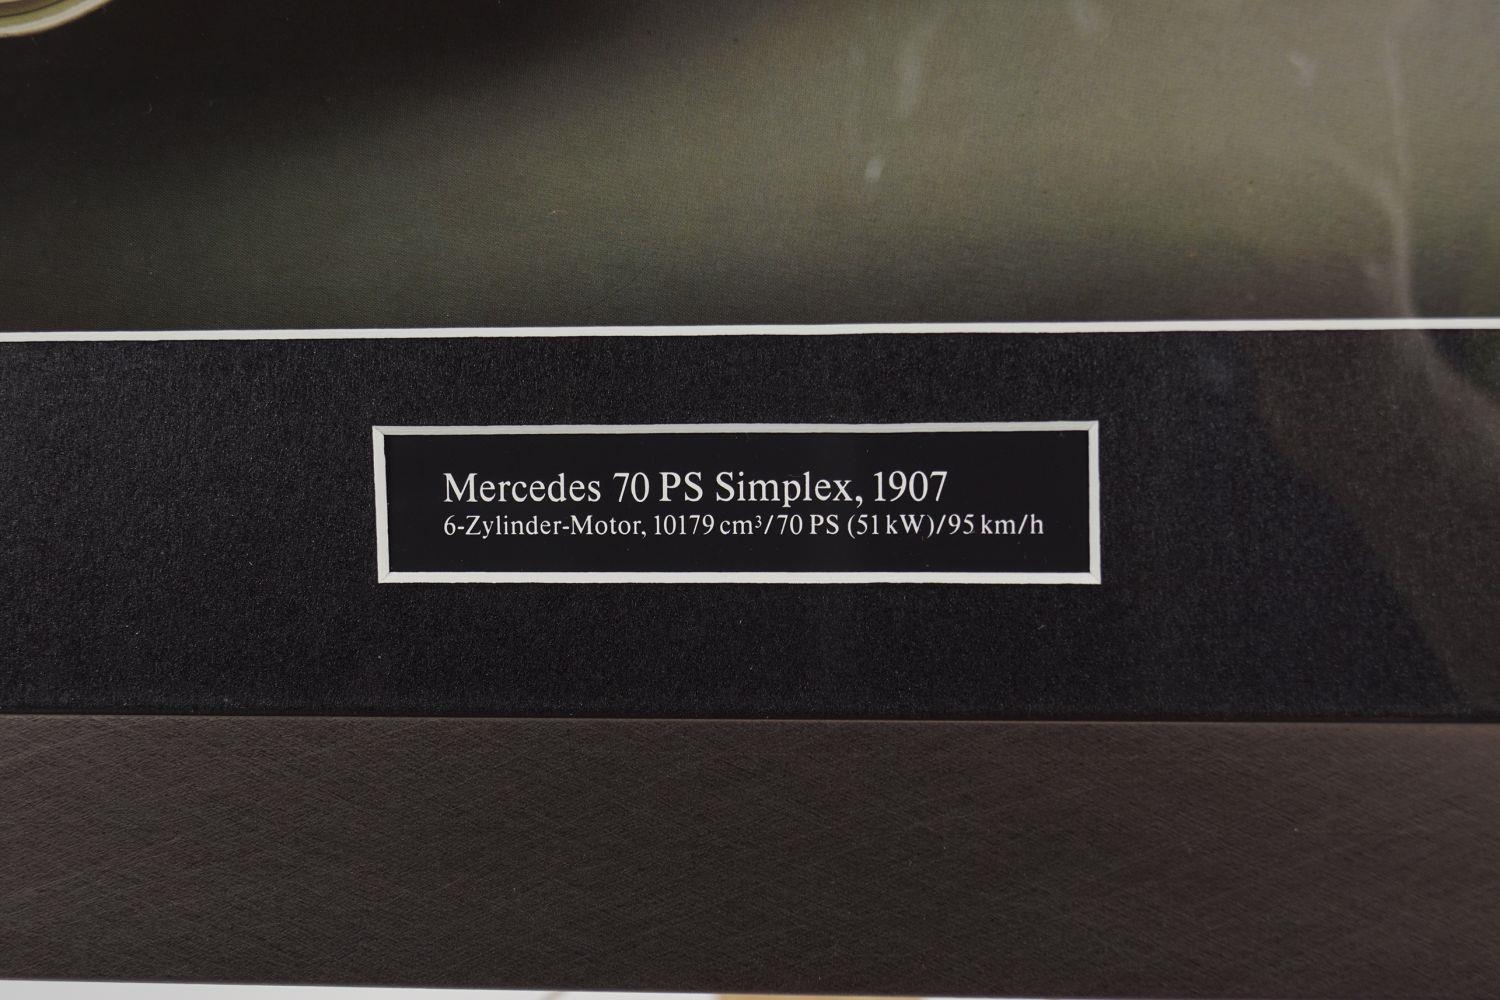 Mercedes 70 PS Simplex, 1907
6-Zylinder-Motor, 10179 cm³/70 PS (51 kW)/95 km/h